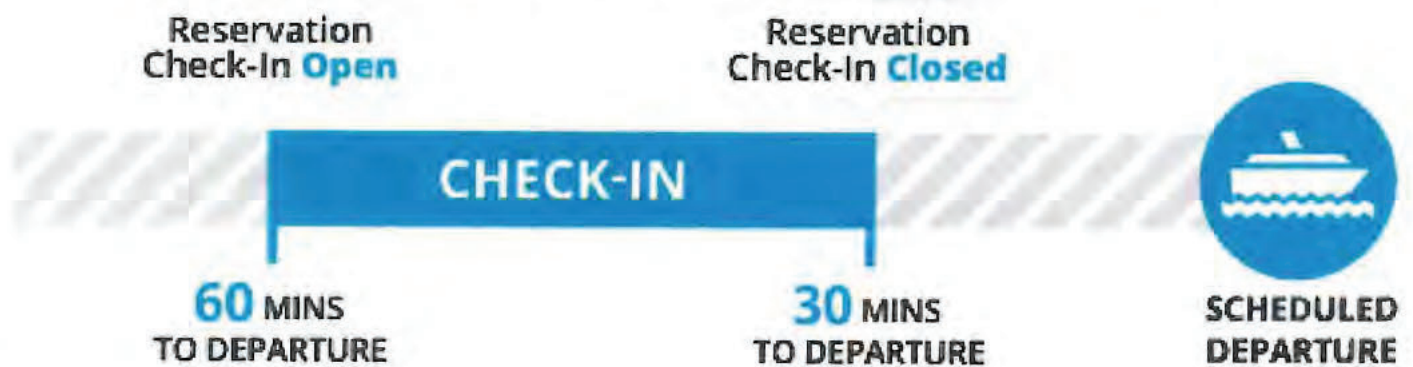 Reservation
Check-In Open
Reservation
Check-In Closed
CHECK-IN
60 MINS
TO DEPARTURE
30 MINS
TO DEPARTURE
SCHEDULED
DEPARTURE